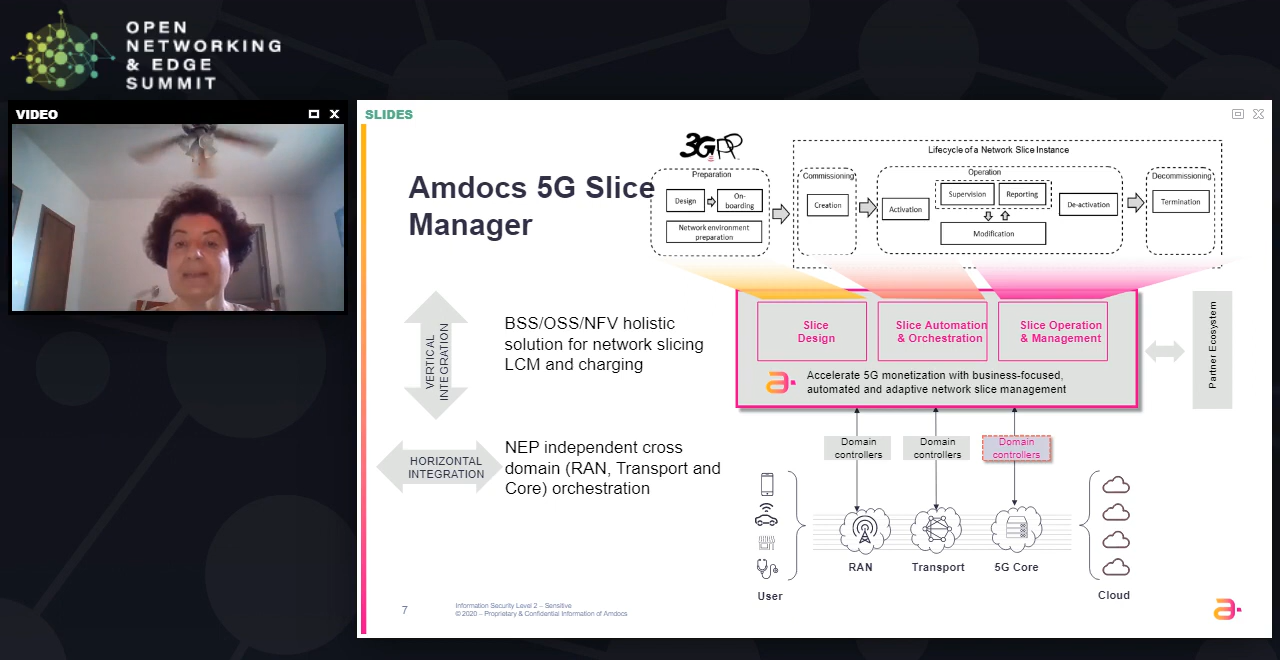 OPEN
NETWORKING
& EDGE
SUMMIT
VIDEO
SLIDES
Amdocs 5G Slice
Manager
3GPP
Preparation
Design
On-
boarding
Network environment
preparation
Lifecycle of a Network Slice Instance
Commissioning
Creation
Operation
Activation
Supervision
Reporting
Modification
De-activation
Decommissioning
Termination
VERTICAL
INTEGRATION
BSS/OSS/NFV holistic
solution for network slicing
LCM and charging
Slice
Design
Slice Automation
& Orchestration
Slice Operation
& Management
a
Accelerate 5G monetization with business-focused,
automated and adaptive network slice management
Partner Ecosystem
HORIZONTAL
INTEGRATION
NEP independent cross
domain (RAN, Transport and
Core) orchestration
Domain
controllers
Domain
controllers
Domain
controllers
RAN
Transport
5G Core
User
Cloud
7
Information Security Level 2 – Sensitive
© 2020 – Proprietary & Confidential Information of Amdocs
a